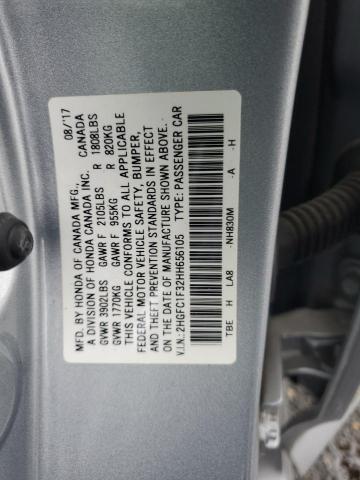 MFD. BY HONDA OF CANADA MFG., 08/'17
A DIVISION OF HONDA CANADA INC. CANADA
GVWR 3902LBS GAWR F 2105LBS R 1808LBS
GVWR 1770KG GAWR F 955KG R 820KG
THIS VEHICLE CONFORMS TO ALL APPLICABLE
FEDERAL MOTOR VEHICLE SAFETY, BUMPER,
AND THEFT PREVENTION STANDARDS IN EFFECT
ON THE DATE OF MANUFACTURE SHOWN ABOVE.
V.I.N.: 2HGFC1F32HH656105 TYPE: PASSENGER CAR
TBE H LA8 -NH830M -A -H